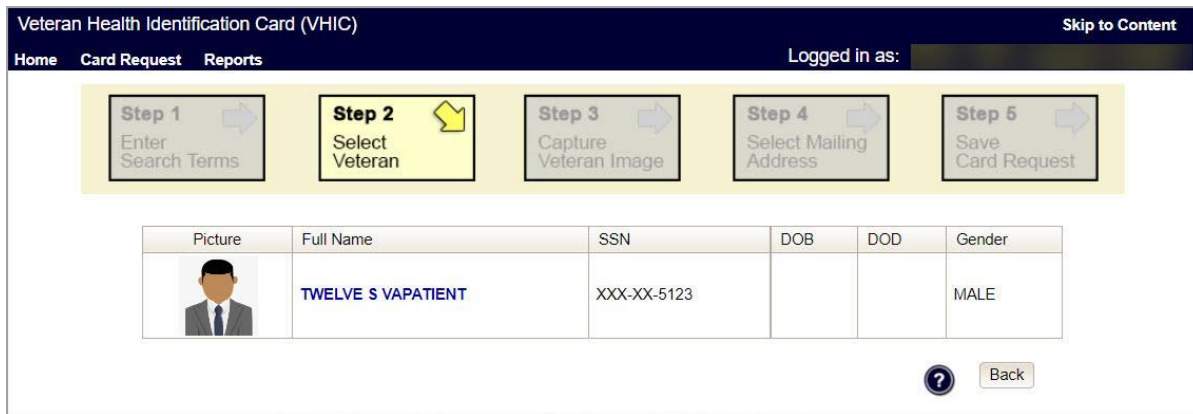 Veteran Health Identification Card (VHIC)
Skip to Content
Home Card Request Reports
Logged in as:
Step 1
Enter
Search Terms
Step 2
Select
Veteran
Step 3
Capture
Veteran Image
Step 4
Select Mailing
Address
Step 5
Save
Card Request
Picture Full Name SSN DOB DOD Gender
TWELVE S VAPATIENT XXX-XX-5123 MALE
? Back